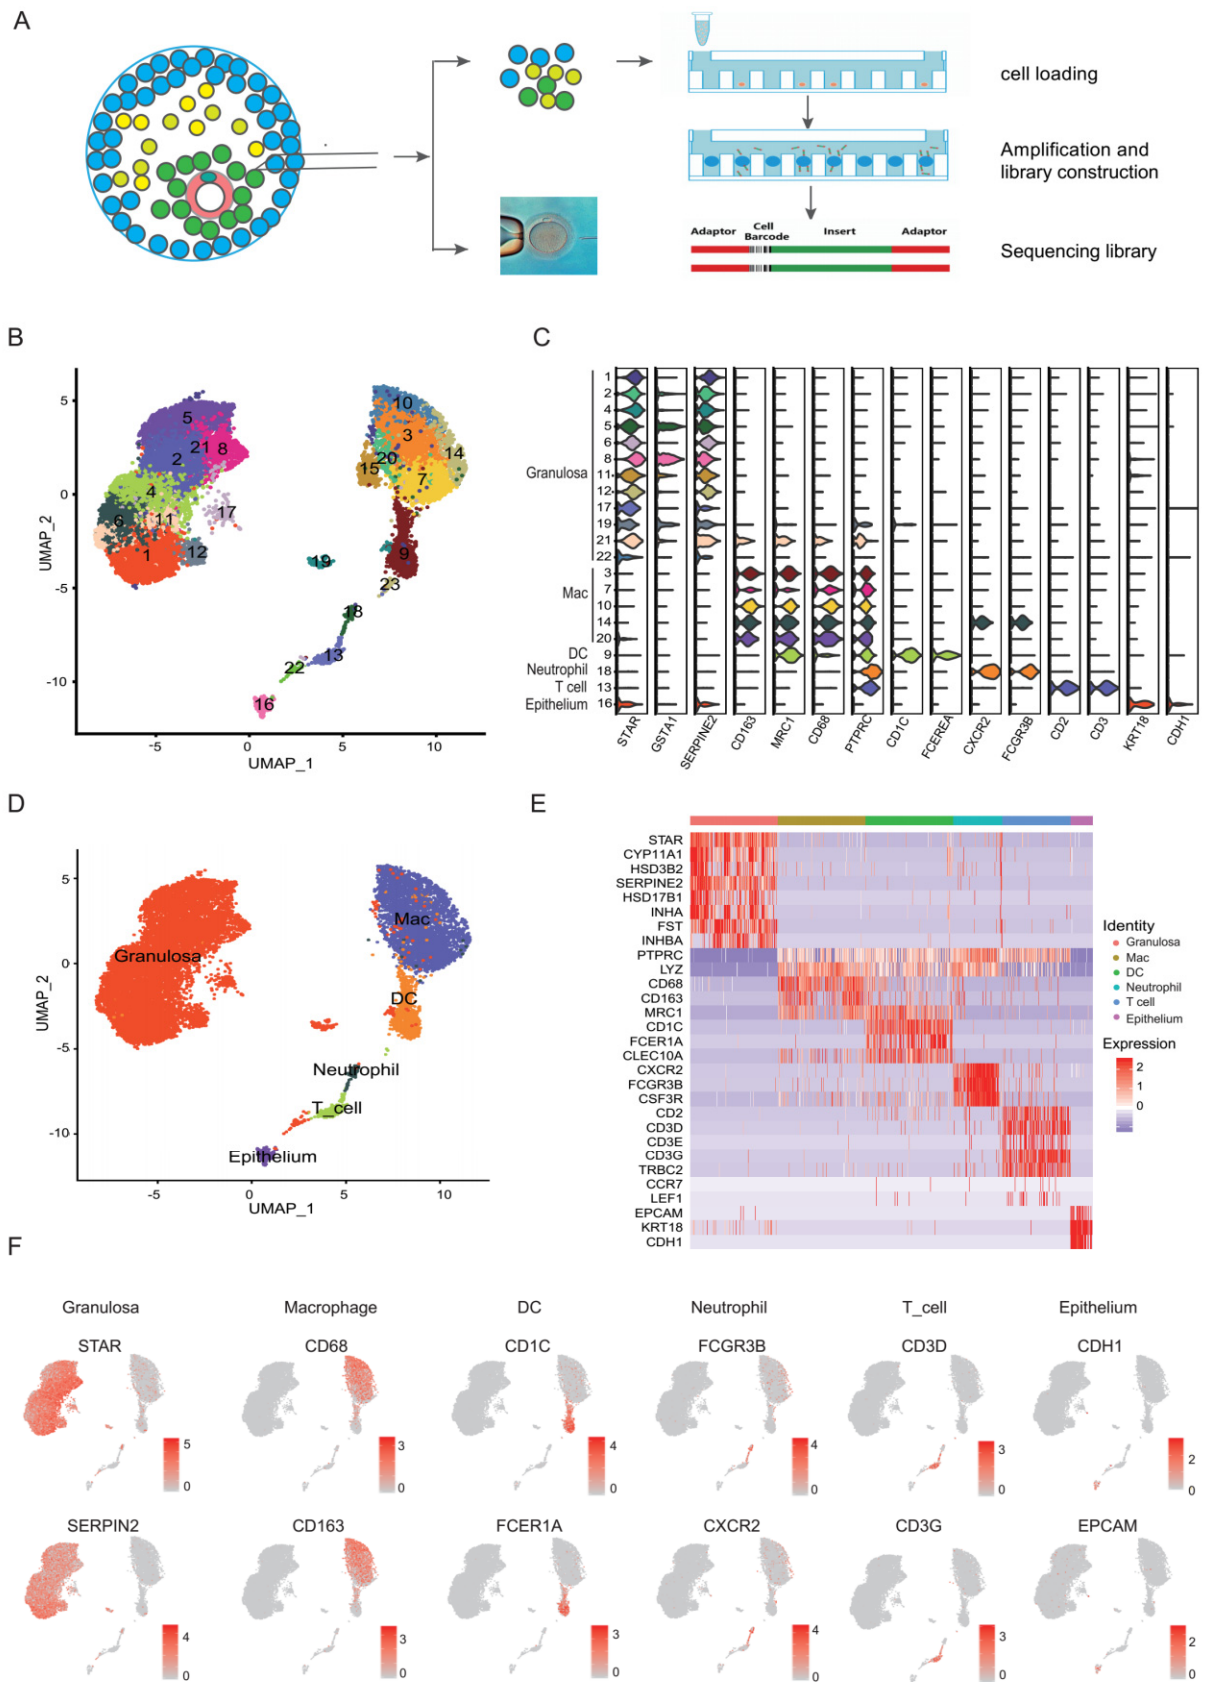 A
cell loading
Amplification and
library construction
Adaptor
Cell
Barcode
Insert
Adaptor
Sequencing library
B
5
0
-5
-10
UMAP_2
-5
0
5
10
UMAP_1
5
21
8
2
4
6
11
17
1
12
10
3
14
20
15
7
9
19
23
18
13
22
16
C
1
2
4
5
6
8
Granulosa
11
12
17
19
21
22
3
Mac
7
10
14
20
DC
9
Neutrophil
18
T cell
13
Epithelium
16
STAR
GSTA1
SERPINE2
CD163
MRC1
CD68
PTPRC
CD1C
FCEREA
CXCR2
FCGR3B
CD2
CD3
KRT18
CDH1
D
5
0
-5
-10
UMAP_2
-5
0
5
10
UMAP_1
Granulosa
Mac
DC
Neutrophil
T_cell
Epithelium
E
STAR
CYP11A1
HSD3B2
SERPINE2
HSD17B1
INHA
FST
INHBA
PTPRC
LYZ
CD68
CD163
MRC1
CD1C
FCER1A
CLEC10A
CXCR2
FCGR3B
CSF3R
CD2
CD3D
CD3E
CD3G
TRBC2
CCR7
LEF1
EPCAM
KRT18
CDH1
Identity
Granulosa
Mac
DC
Neutrophil
T cell
Epithelium
Expression
2
1
0
-1
F
Granulosa
Macrophage
DC
Neutrophil
T_cell
Epithelium
STAR
CD68
CD1C
FCGR3B
CD3D
CDH1
5
0
3
0
4
0
4
0
3
0
2
0
SERPIN2
CD163
FCER1A
CXCR2
CD3G
EPCAM
4
0
3
0
3
0
4
0
3
0
2
0